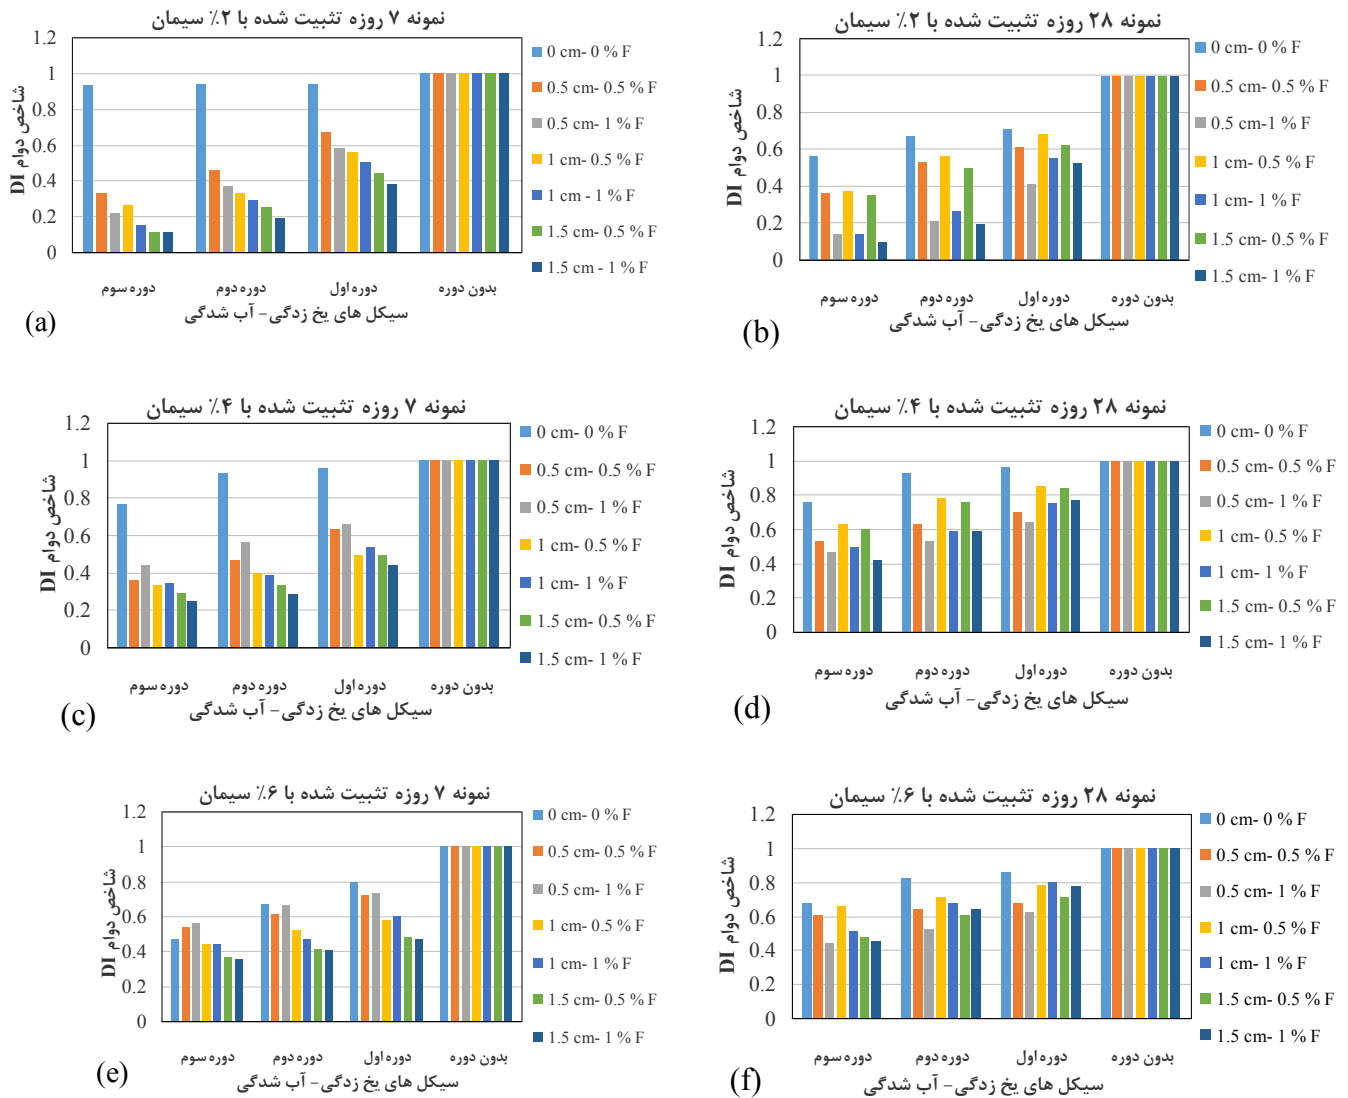 نمونه ۷ روزه تثبیت شده با ۲٪ سیمان
شاخص دوام DI
1.2
1
0.8
0.6
0.4
0.2
0
دوره سوم
دوره دوم
دوره اول
بدون دوره
سیکل های یخ زدگی- آب شدگی
0 cm- 0 % F
0.5 cm- 0.5 % F
0.5 cm- 1 % F
1 cm- 0.5 % F
1 cm - 1 % F
1.5 cm- 0.5% F
1.5 cm - 1% F
(a)
نمونه ۲۸ روزه تثبیت شده با ۲٪ سیمان
شاخص دوام DI
1.2
1
0.8
0.6
0.4
0.2
0
دوره سوم
دوره دوم
دوره اول
بدون دوره
سیکل های یخ زدگی- آب شدگی
0 cm- 0 % F
0.5 cm- 0.5% F
0.5 cm-1 % F
1 cm - 0.5% F
1 cm- 1% F
1.5 cm- 0.5% F
1.5 cm- 1 % F
(b)
نمونه ۷ روزه تثبیت شده با ۴٪ سیمان
شاخص دوام DI
1.2
1
0.8
0.6
0.4
0.2
0
دوره سوم
دوره دوم
دوره اول
بدون دوره
سیکل های یخ زدگی- آب شدگی
0 cm- 0 % F
0.5 cm- 0.5 % F
0.5 cm- 1 % F
1 cm- 0.5% F
1 cm- 1 % F
1.5 cm- 0.5 % F
1.5 cm- 1 % F
(c)
نمونه ۲۸ روزه تثبیت شده با ۴٪ سیمان
شاخص دوام DI
1.2
1
0.8
0.6
0.4
0.2
0
دوره سوم
دوره دوم
دوره اول
بدون دوره
سیکل های یخ زدگی- آب شدگی
0 cm- 0 % F
0.5 cm- 0.5 % F
0.5 cm- 1 % F
1 cm- 0.5% F
1 cm- 1% F
1.5 cm- 0.5 % F
1.5 cm- 1 % F
(d)
نمونه ۷ روزه تثبیت شده با ۶٪ سیمان
شاخص دوام DI
1.2
1
0.8
0.6
0.4
0.2
0
دوره سوم
دوره دوم
دوره اول
بدون دوره
سیکل های یخ زدگی- آب شدگی
0 cm- 0 % F
0.5 cm- 0.5 % F
0.5 cm- 1 % F
1 cm - 0.5 % F
1 cm- 1% F
1.5 cm- 0.5 % F
1.5 cm- 1 % F
(e)
نمونه ۲۸ روزه تثبیت شده با ۶٪ سیمان
شاخص دوام DI
1.2
1
0.8
0.6
0.4
0.2
0
دوره سوم
دوره دوم
دوره اول
بدون دوره
سیکل های یخ زدگی- آب شدگی
0 cm- 0 % F
0.5 cm- 0.5 % F
0.5 cm- 1 % F
1 cm - 0.5 % F
1 cm- 1 % F
1.5 cm- 0.5 % F
1.5 cm- 1 % F
(f)